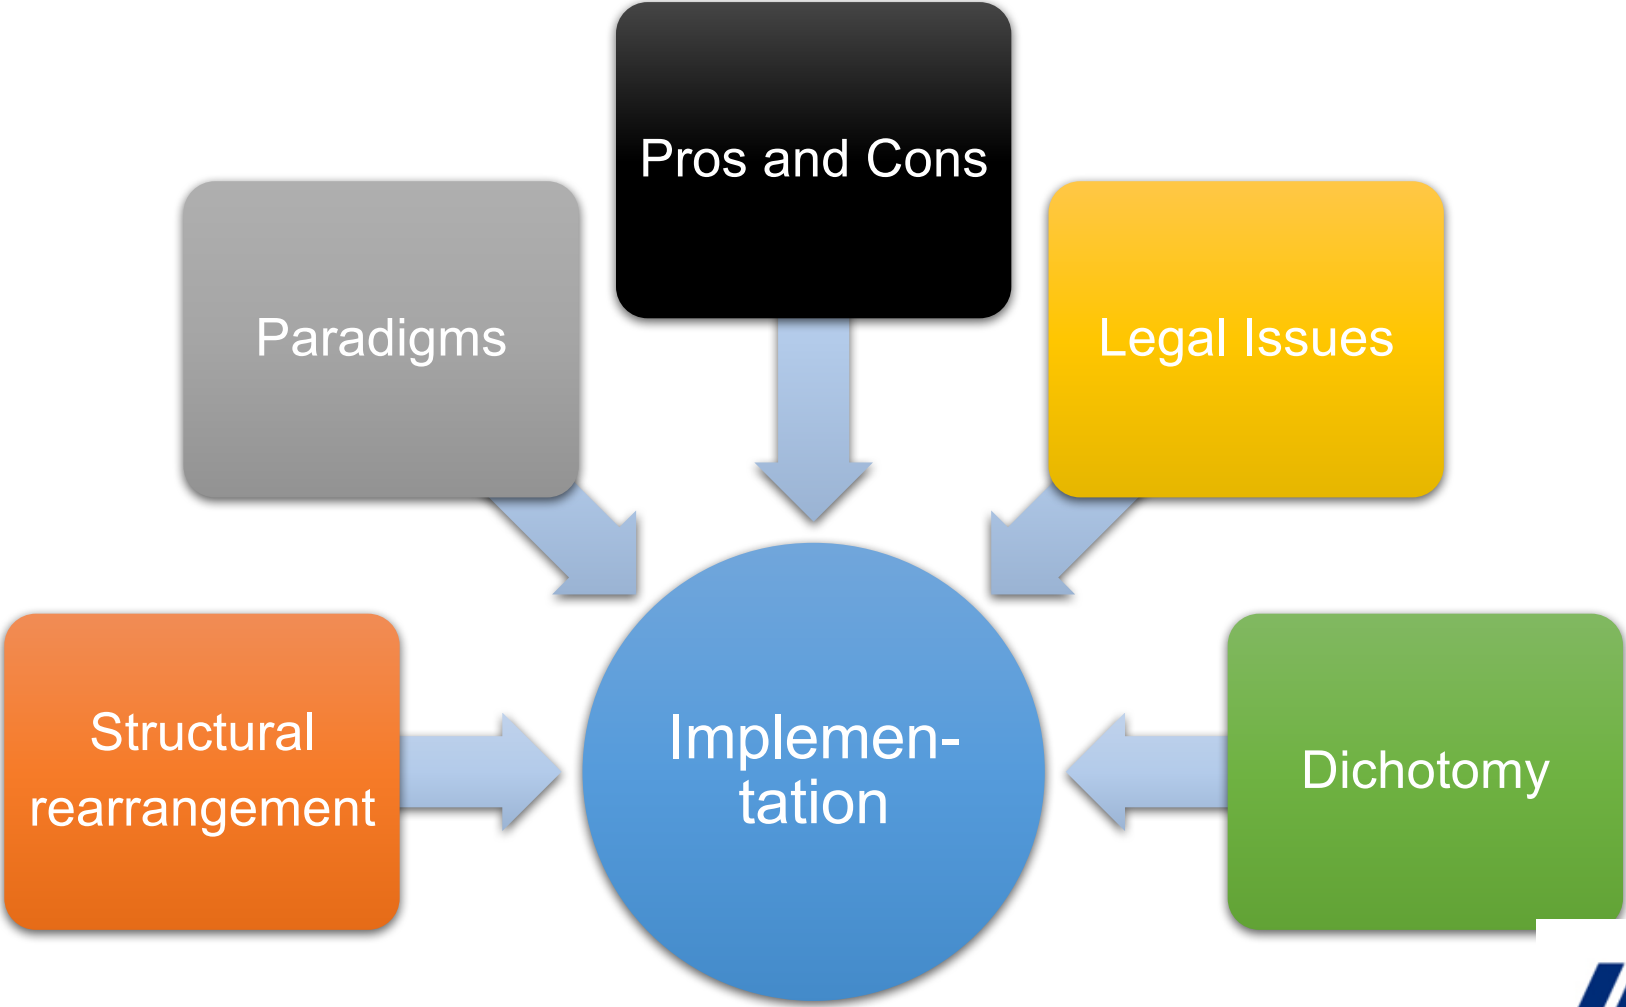 Pros and Cons
Paradigms
Legal Issues
Structural
rearrangement
Implemen-
tation
Dichotomy